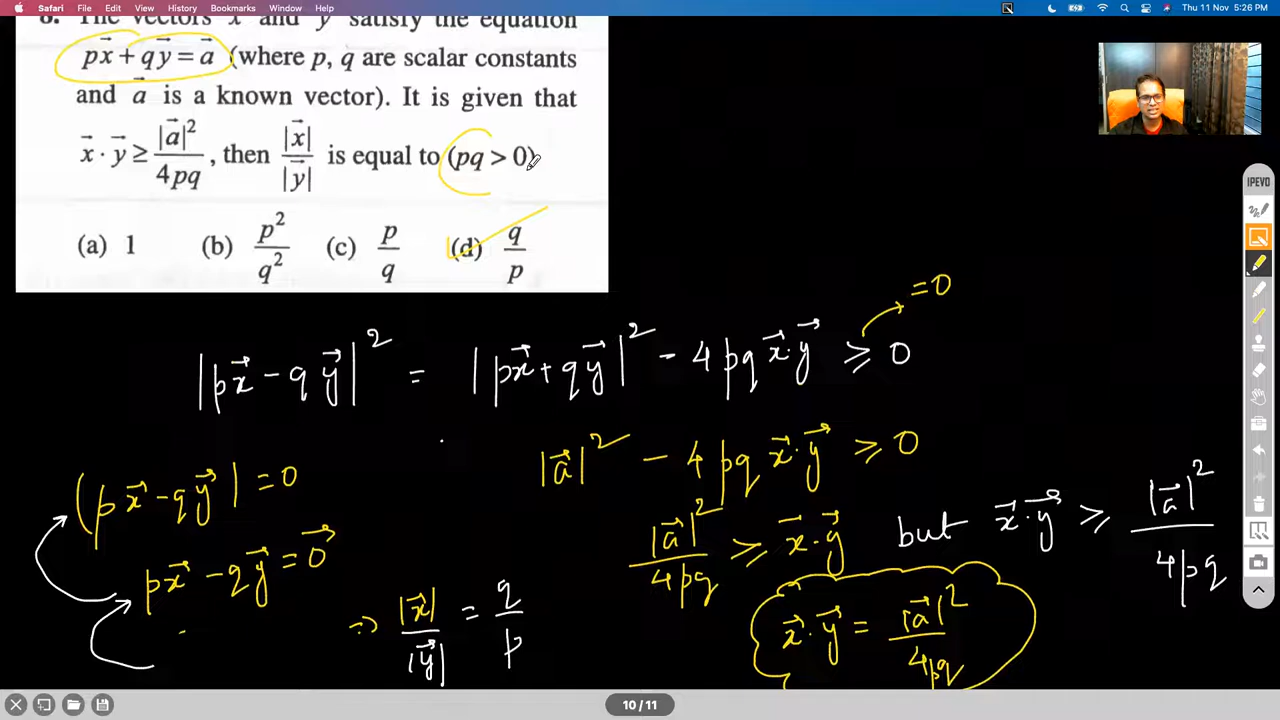 Safari File Edit View History Bookmarks Window Help Thu 11 Nov 5:26 PM
8. The vectors x⃗ and y⃗ satisfy the equation
px⃗ + qy⃗ = a⃗ (where p, q are scalar constants
and a⃗ is a known vector). It is given that
x⃗ · y⃗ ≥ |a⃗|²/4pq, then |x⃗|/|y⃗| is equal to (pq > 0)
(a) 1 (b) p²/q² (c) p/q (d) q/p
IPEVO
= 0
|px⃗ − qy⃗|² = |px⃗ + qy⃗|² − 4pq x⃗·y⃗ ≥ 0
|a⃗|² − 4pq x⃗·y⃗ ≥ 0
(px⃗ − qy⃗| = 0
|a⃗|²/4pq ≥ x⃗·y⃗ but x⃗·y⃗ ≥ |a⃗|²/4pq
px⃗ − qy⃗ = 0⃗
⇒ |x⃗|/|y⃗| = q/p
x⃗·y⃗ = |a⃗|²/4pq
10 / 11